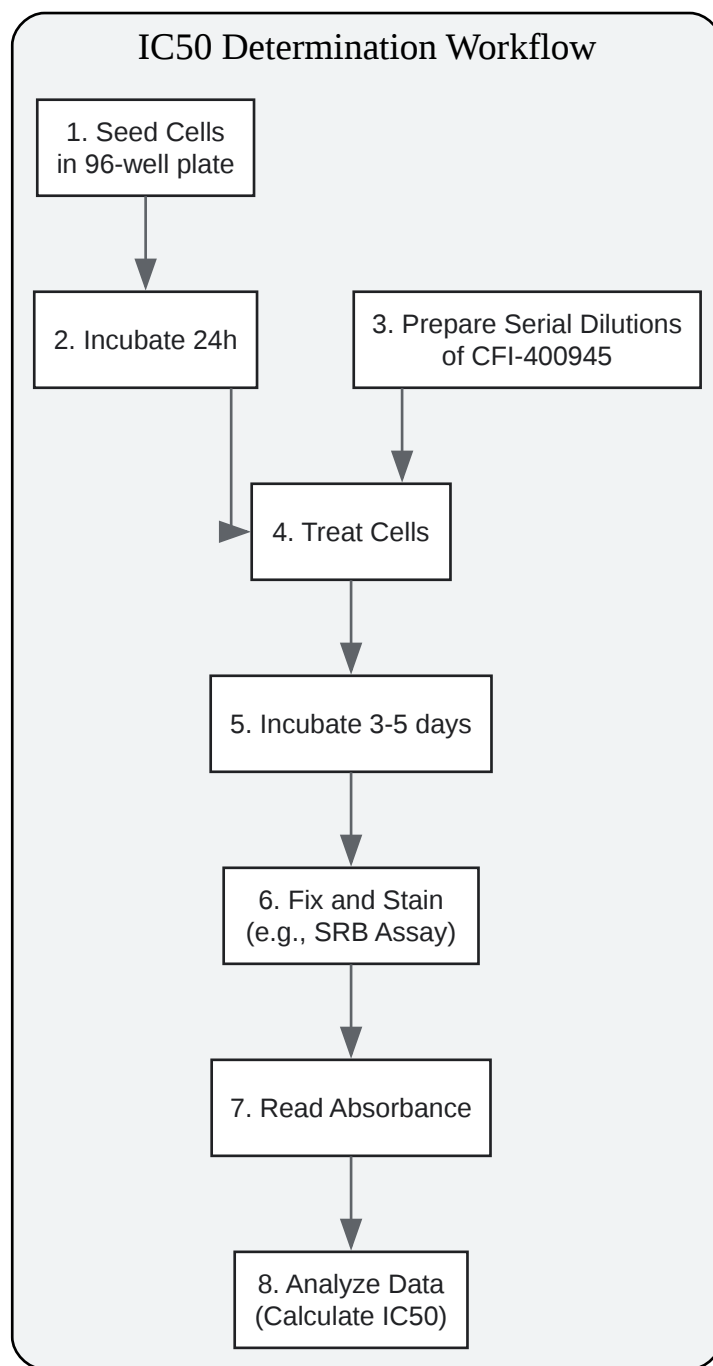 IC50 Determination Workflow
1. Seed Cells
in 96-well plate
2. Incubate 24h
3. Prepare Serial Dilutions
of CFI-400945
4. Treat Cells
5. Incubate 3-5 days
6. Fix and Stain
(e.g., SRB Assay)
7. Read Absorbance
8. Analyze Data
(Calculate IC50)